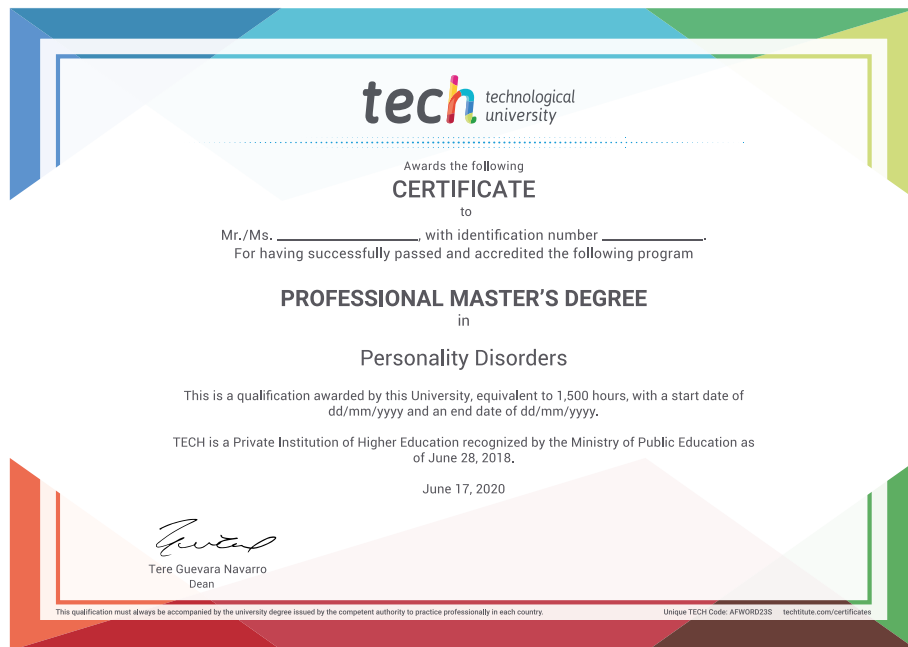 tech technological
university
Awards the following
CERTIFICATE
to
Mr./Ms. ____________________, with identification number ______________.
For having successfully passed and accredited the following program
PROFESSIONAL MASTER'S DEGREE
in
Personality Disorders
This is a qualification awarded by this University, equivalent to 1,500 hours, with a start date of
dd/mm/yyyy and an end date of dd/mm/yyyy.
TECH is a Private Institution of Higher Education recognized by the Ministry of Public Education as
of June 28, 2018.
June 17, 2020
Tere Guevara Navarro
Dean
This qualification must always be accompanied by the university degree issued by the competent authority to practice professionally in each country. Unique TECH Code: AFWORD23S techtitute.com/certificates